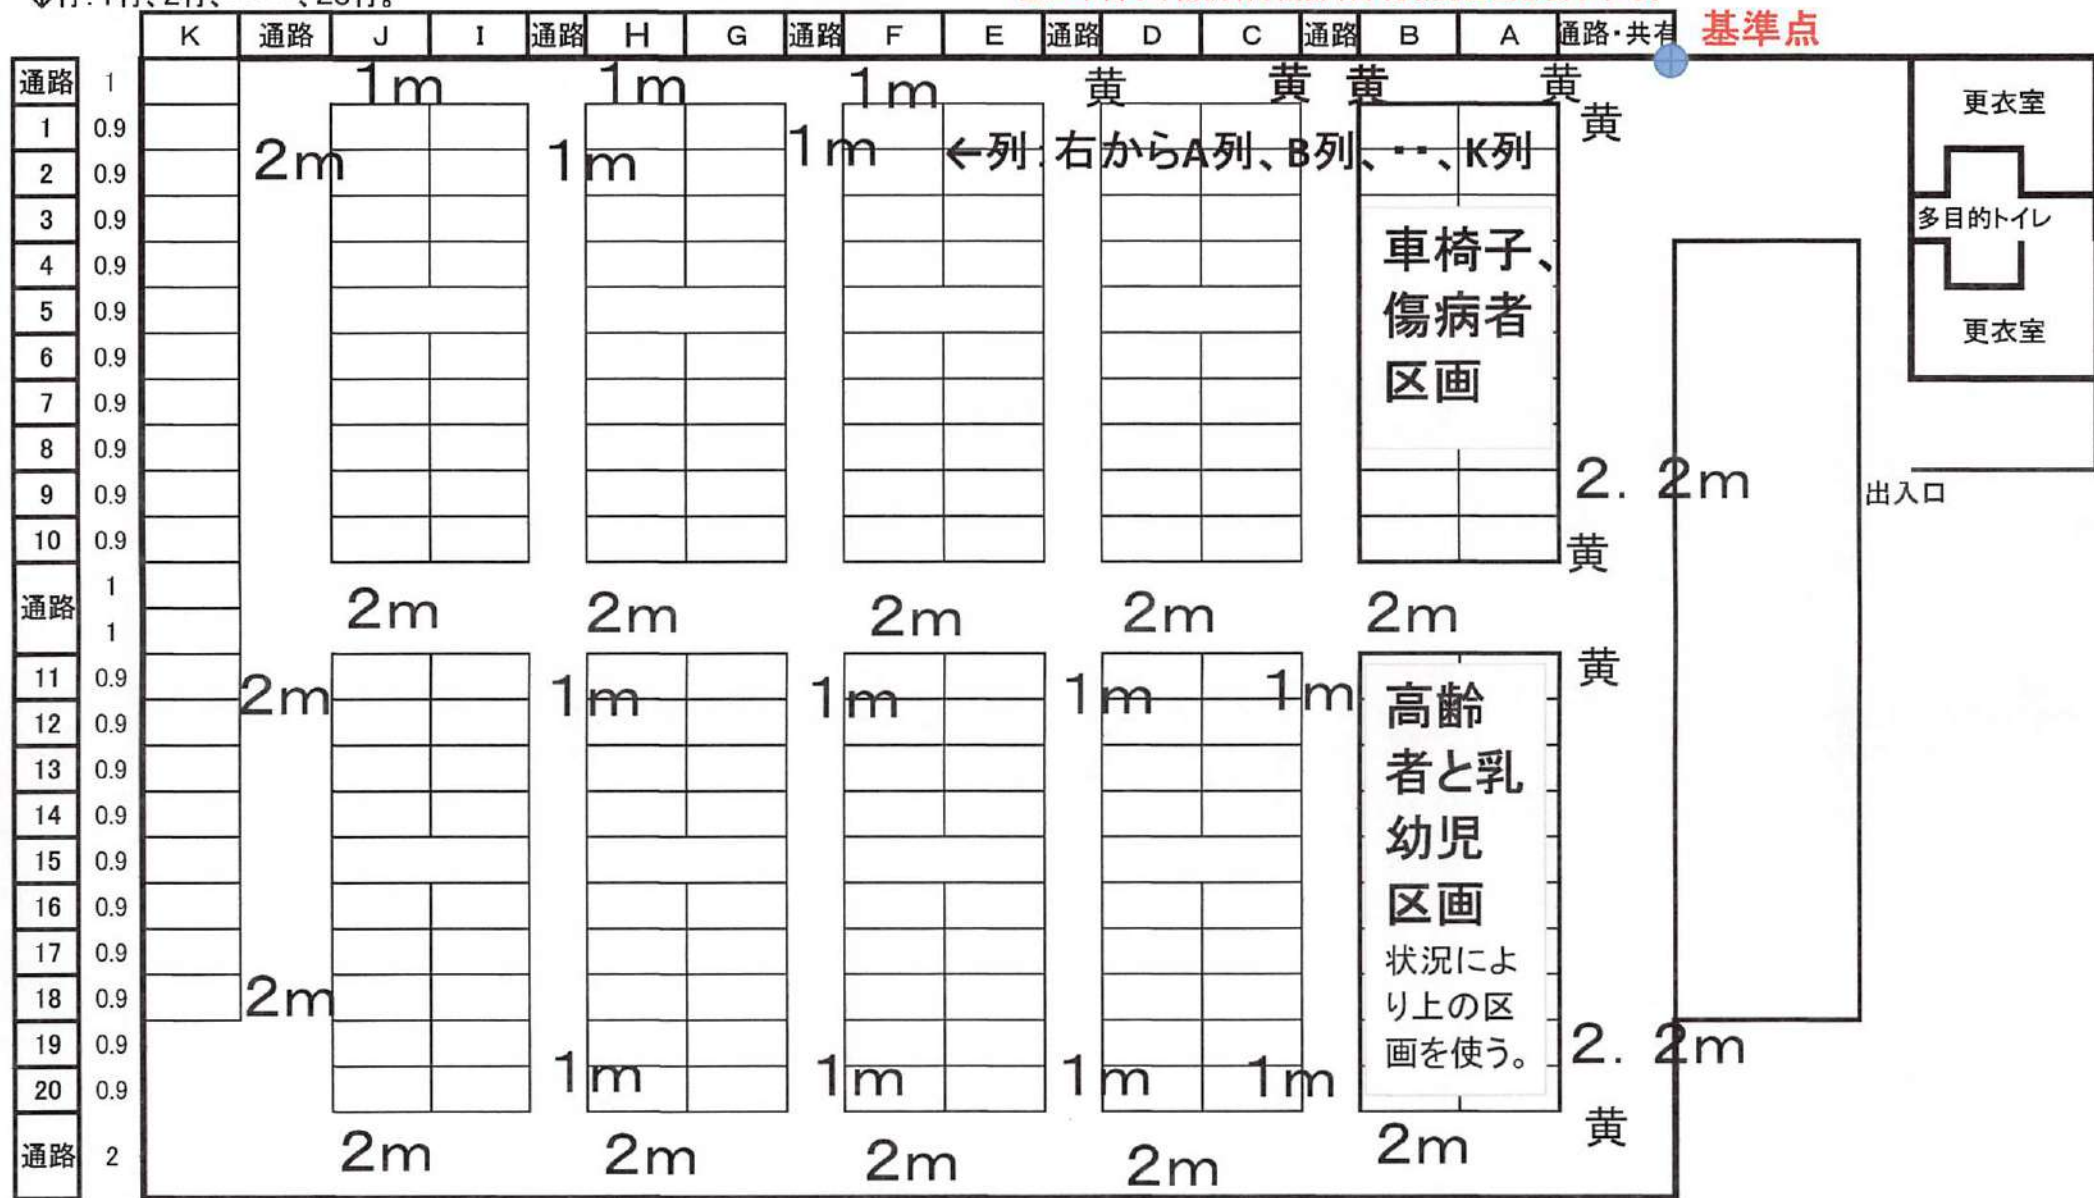 K 通路 J I 通路 H G 通路 F E 通路 D C 通路 B A 通路・共有 基準点
通路 1 1m 1m 1m 黄 黄 黄 黄 更衣室
1 0.9 黄
2m 1m 1m ←列:右からA列、B列、・・、K列
2 0.9
3 0.9 多目的トイレ
4 0.9 車椅子、
5 0.9 傷病者
6 0.9 区画 更衣室
7 0.9
8 0.9
9 0.9 2.2m 出入口
10 0.9 黄
通路 1 2m 2m 2m 2m 2m
1
11 0.9 黄
2m 1m 1m 1m 1m 高齢
12 0.9
13 0.9 者と乳
14 0.9 幼児
15 0.9
16 0.9 区画
17 0.9 状況によ
18 0.9 2m り上の区
19 0.9 画を使う。 2.2m
1m 1m 1m 1m
20 0.9
黄
通路 2 2m 2m 2m 2m 2m